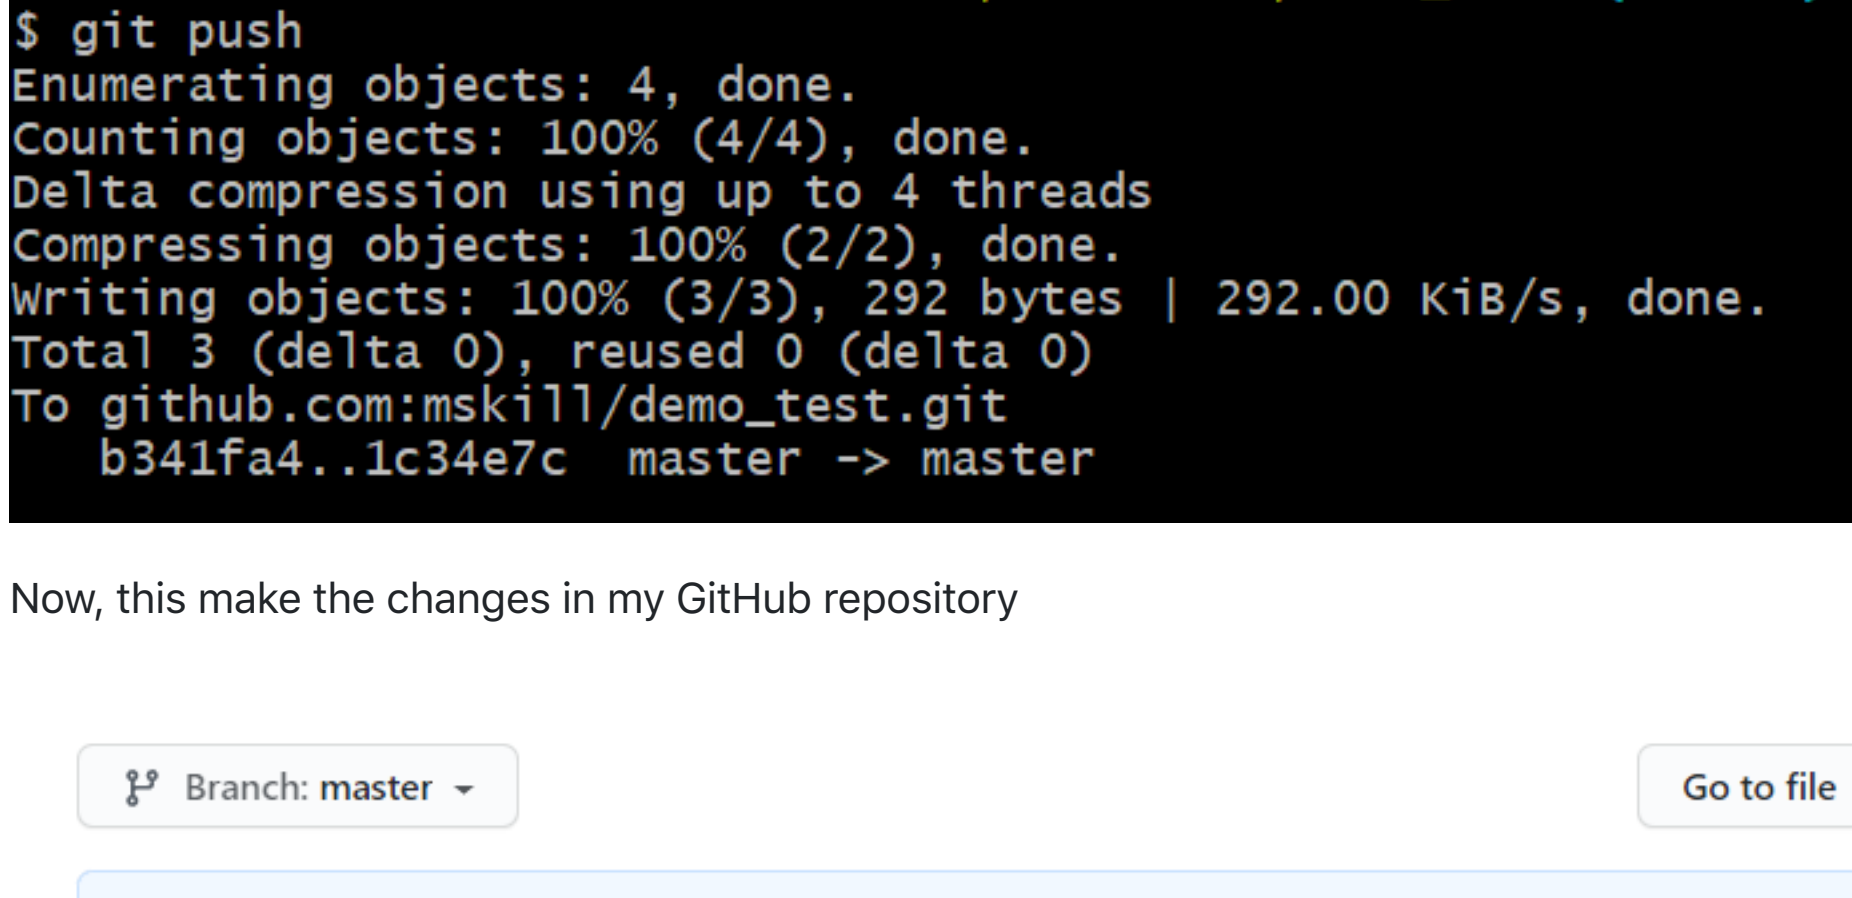 $ git push
Enumerating objects: 4, done.
Counting objects: 100% (4/4), done.
Delta compression using up to 4 threads
Compressing objects: 100% (2/2), done.
Writing objects: 100% (3/3), 292 bytes | 292.00 KiB/s, done.
Total 3 (delta 0), reused 0 (delta 0)
To github.com:mskill/demo_test.git
   b341fa4..1c34e7c  master -> master
Now, this make the changes in my GitHub repository
Branch: master
Go to file